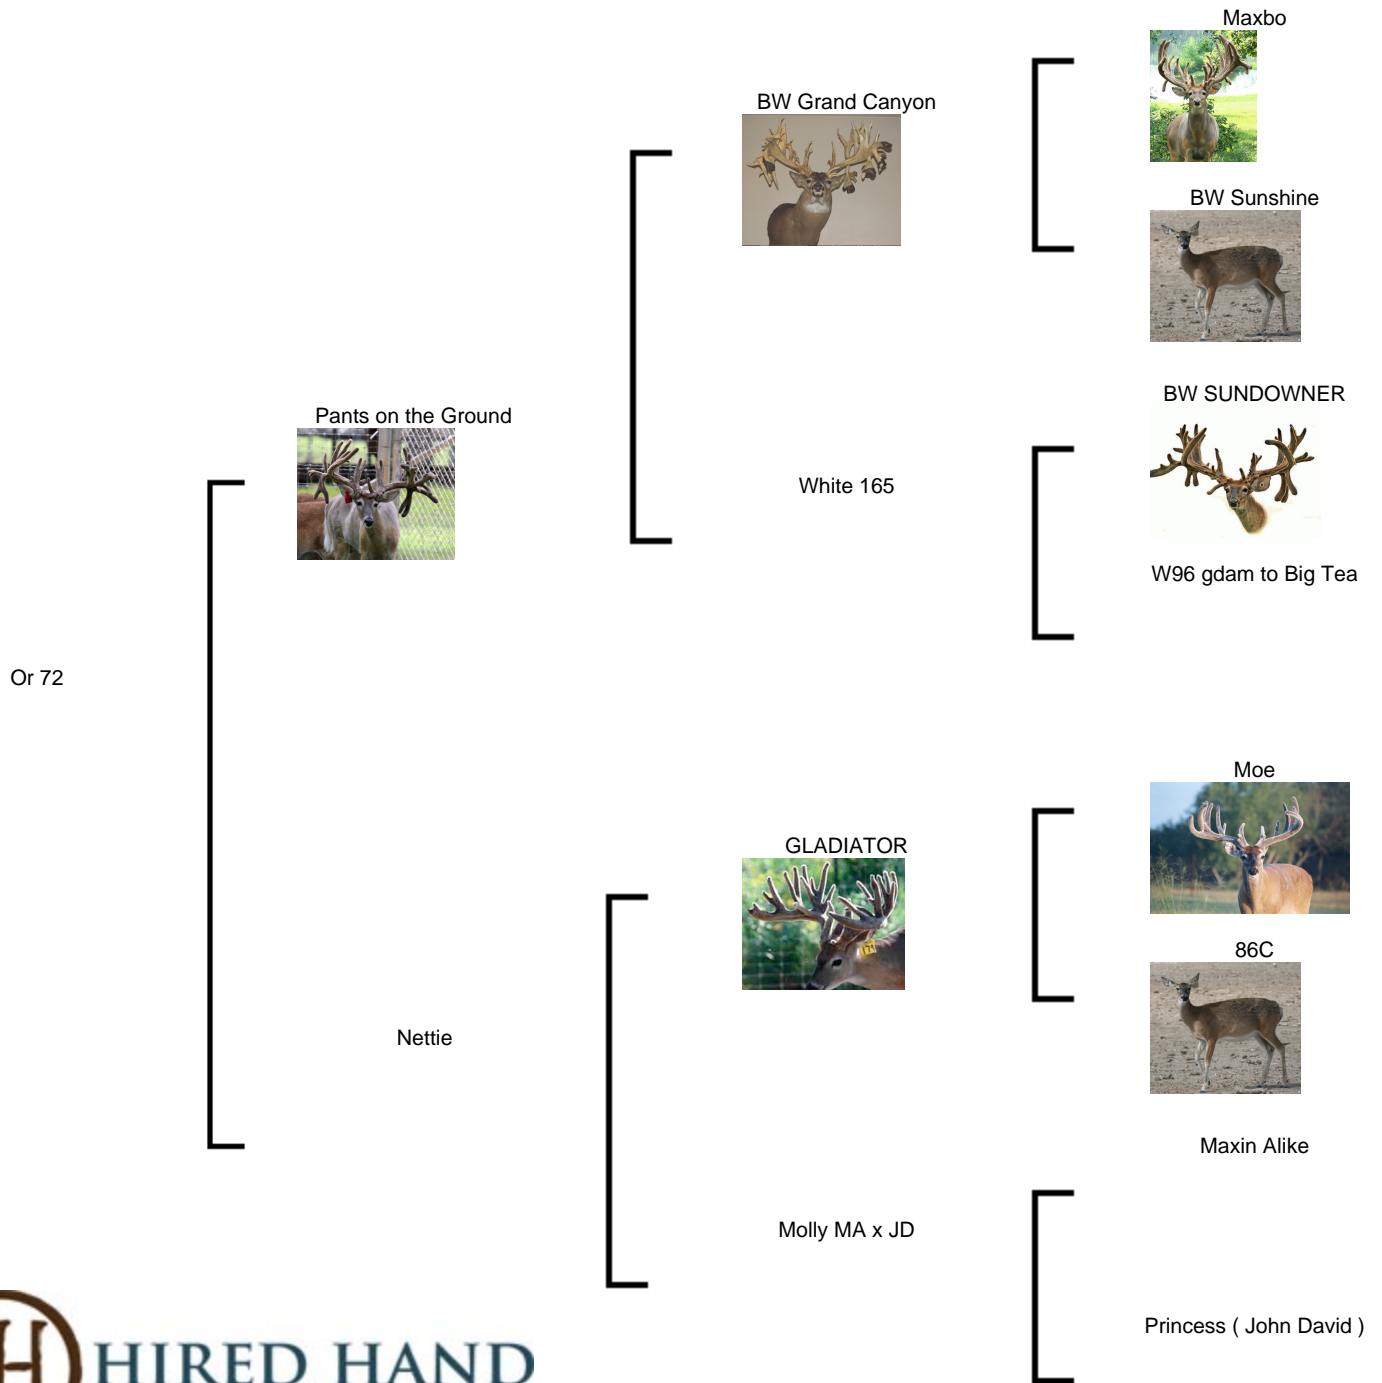 Maxbo
BW Grand Canyon
BW Sunshine
BW SUNDOWNER
Pants on the Ground
White 165
W96 gdam to Big Tea
Or 72
Moe
GLADIATOR
86C
Nettie
Maxin Alike
Molly MA x JD
Princess ( John David )
H HIRED HAND